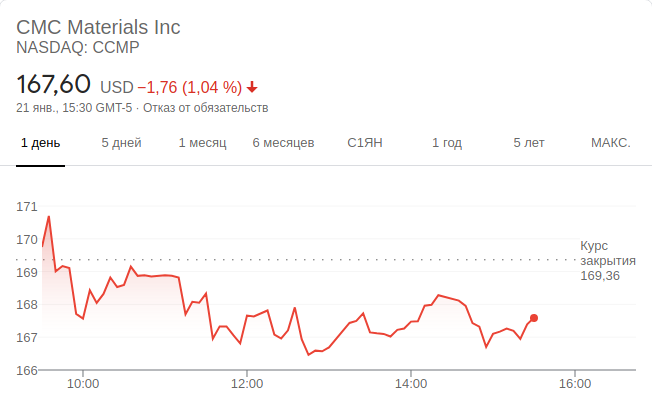 CMC Materials Inc
NASDAQ: CCMP
167,60 USD −1,76 (1,04 %)
21 янв., 15:30 GMT-5 · Отказ от обязательств
1 день 5 дней 1 месяц 6 месяцев С1ЯН 1 год 5 лет МАКС.
171
170
169
168
167
166
Курс
закрытия
169,36
10:00 12:00 14:00 16:00